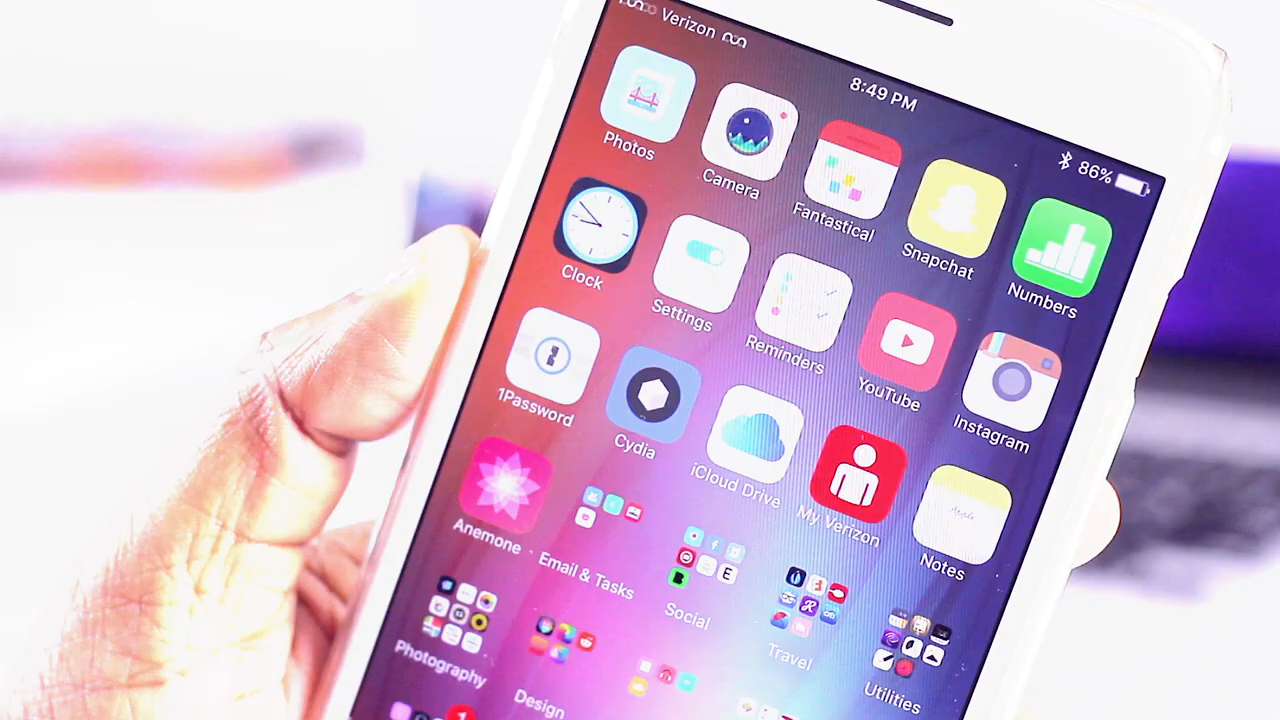 Verizon
8:49 PM
86%
Photos
Camera
Fantastical
Snapchat
Numbers
Clock
Settings
Reminders
YouTube
Instagram
1Password
Cydia
iCloud Drive
My Verizon
Notes
Anemone
Email & Tasks
Social
Travel
Utilities
Photography
Design
E
R
1